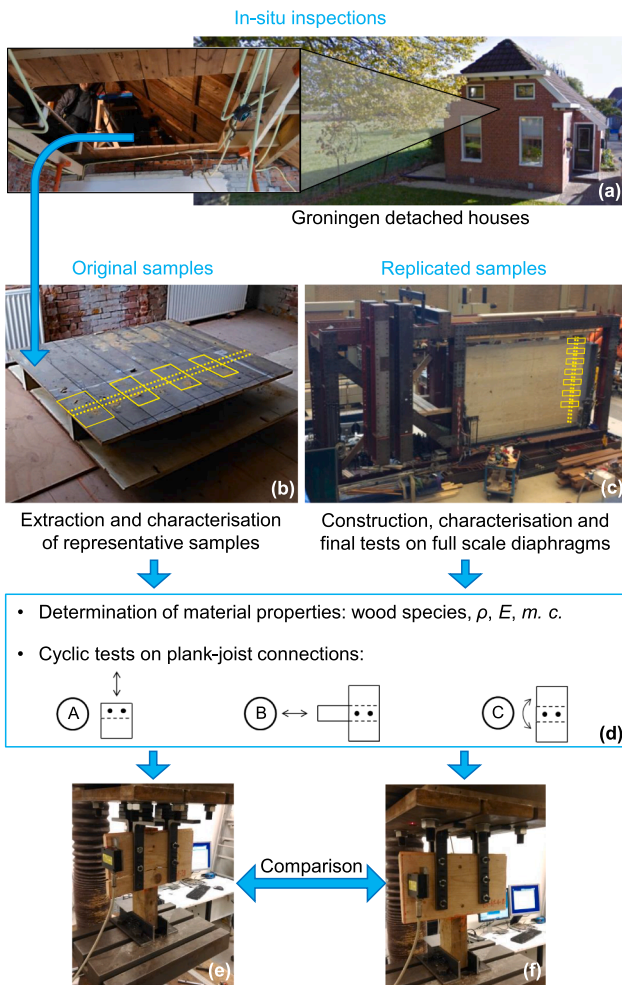 In-situ inspections
(a)
Groningen detached houses
Original samples
Replicated samples
(b)
(c)
Extraction and characterisation
of representative samples
Construction, characterisation and
final tests on full scale diaphragms
• Determination of material properties: wood species, ρ, E, m. c.
• Cyclic tests on plank-joist connections:
A
B
C
(d)
Comparison
(e)
(f)